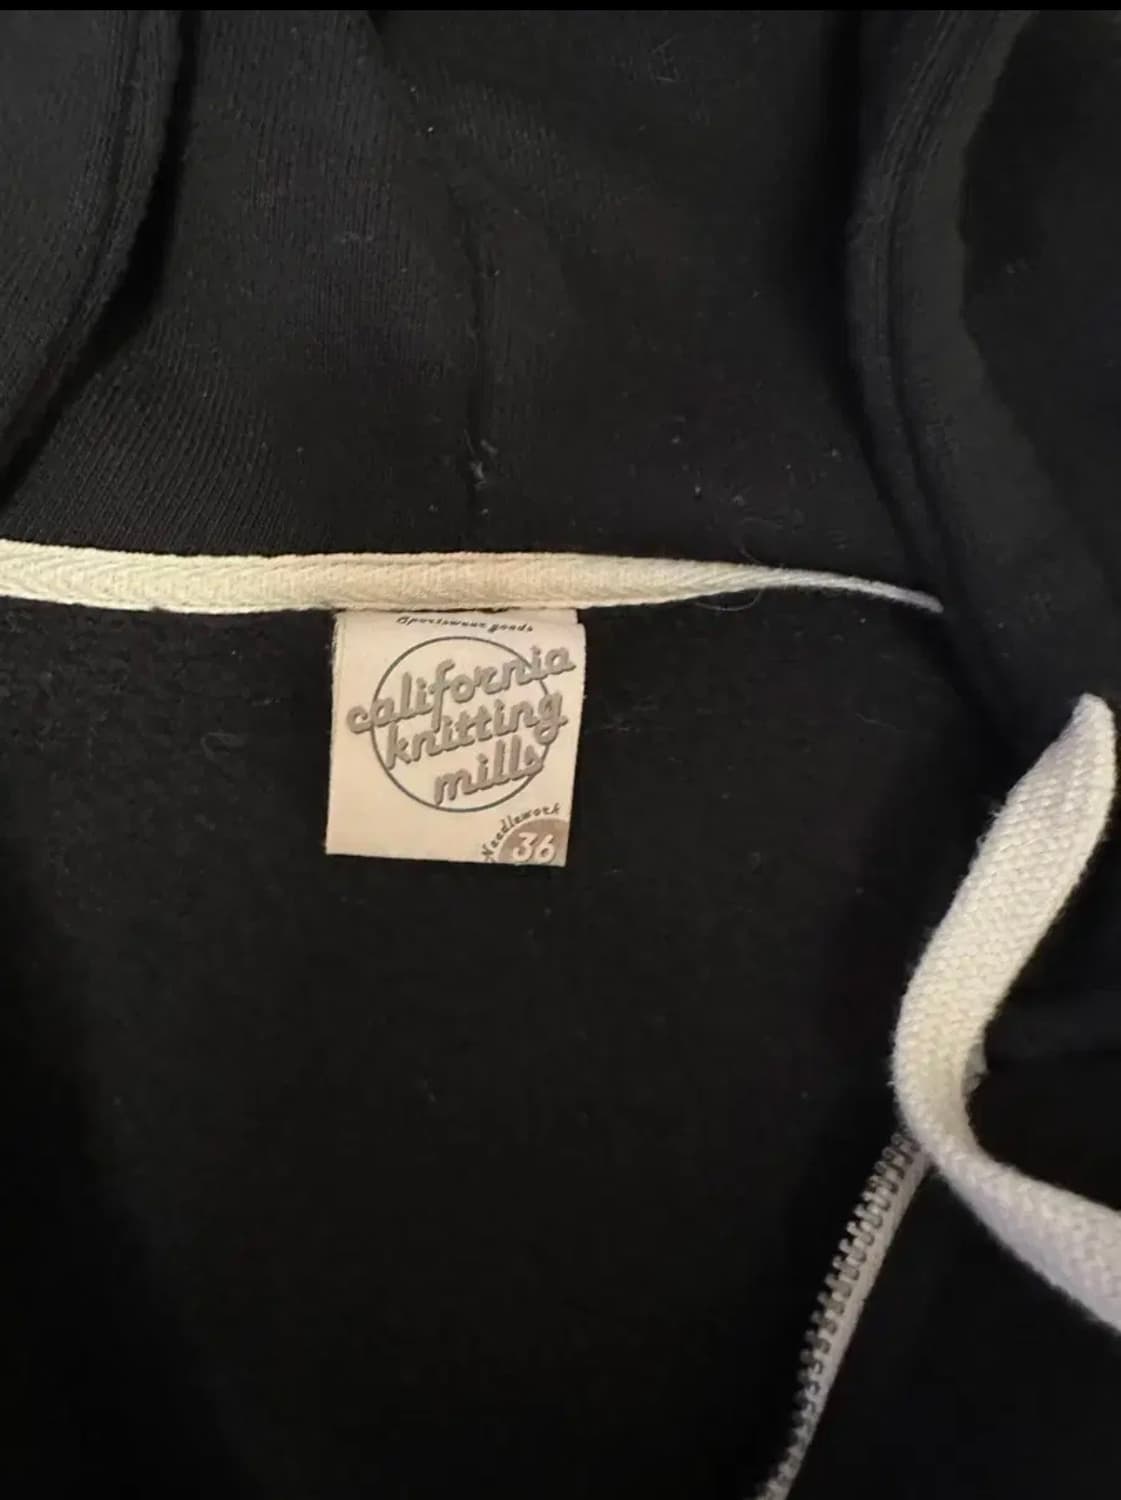 Sportswear goods
california
knitting
mills
Needlework
36